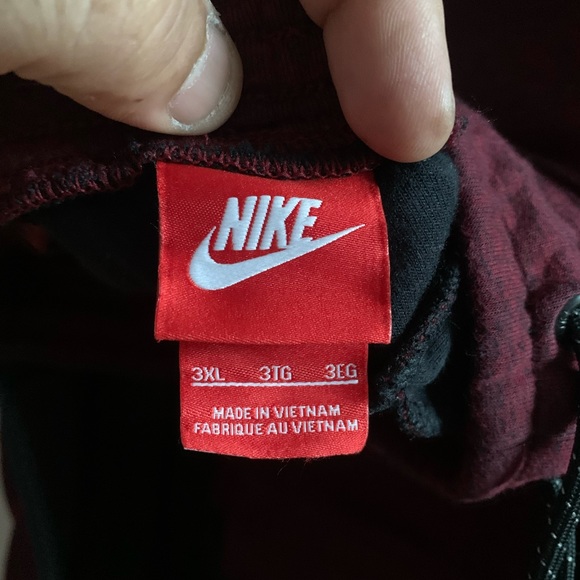 NIKE
3XL 3TG 3EG
MADE IN VIETNAM
FABRIQUE AU VIETNAM